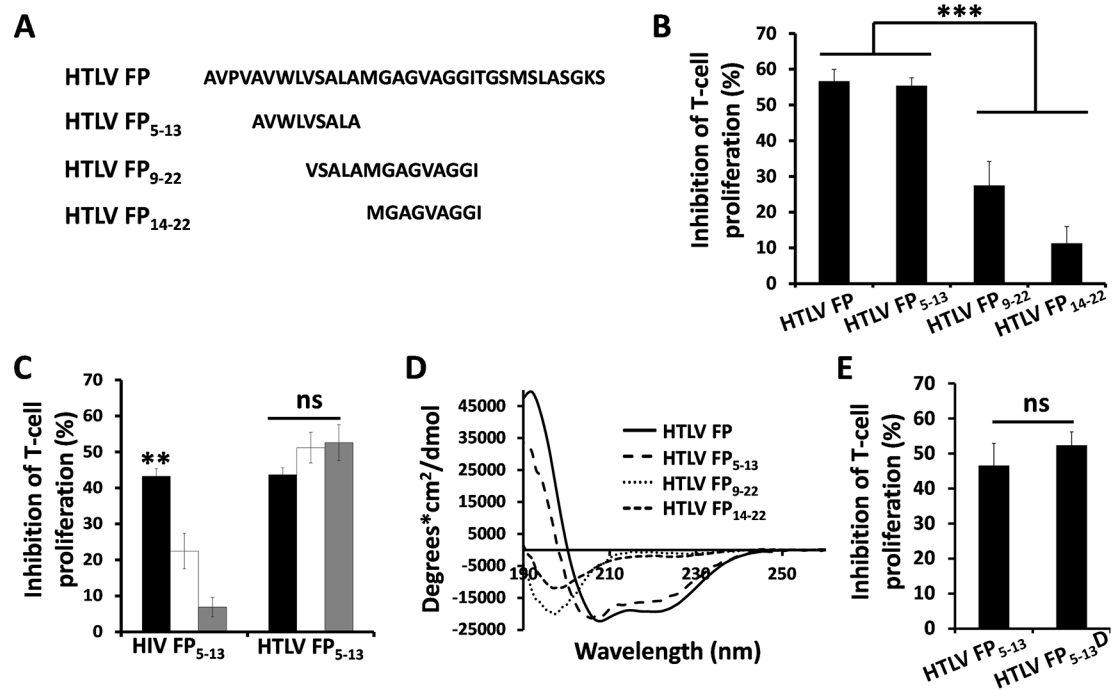 A
HTLV FP AVPVAVWLVSALAMGAGVAGGITGSMSLASGKS
HTLV FP5-13 AVWLVSALA
HTLV FP9-22 VSALAMGAGVAGGI
HTLV FP14-22 MGAGVAGGI
B
***
Inhibition of T-cell
proliferation (%)
70
60
50
40
30
20
10
0
HTLV FP
HTLV FP5-13
HTLV FP9-22
HTLV FP14-22
C
Inhibition of T-cell
proliferation (%)
70
60
50
40
30
20
10
0
**
ns
HIV FP5-13
HTLV FP5-13
D
Degrees*cm2/dmol
45000
35000
25000
15000
5000
-5000
-15000
-25000
190
210
230
250
HTLV FP
HTLV FP5-13
HTLV FP9-22
HTLV FP14-22
Wavelength (nm)
E
Inhibition of T-cell
proliferation (%)
70
60
50
40
30
20
10
0
ns
HTLV FP5-13
HTLV FP5-13D